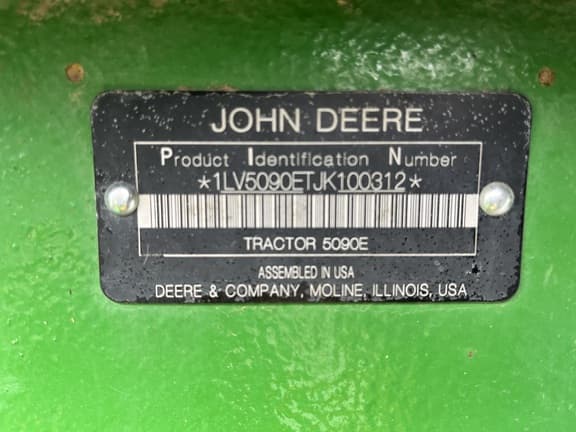 JOHN DEERE
Product Identification Number
*1LV5090ETJK100312*
TRACTOR 5090E
ASSEMBLED IN USA
DEERE & COMPANY, MOLINE, ILLINOIS, USA